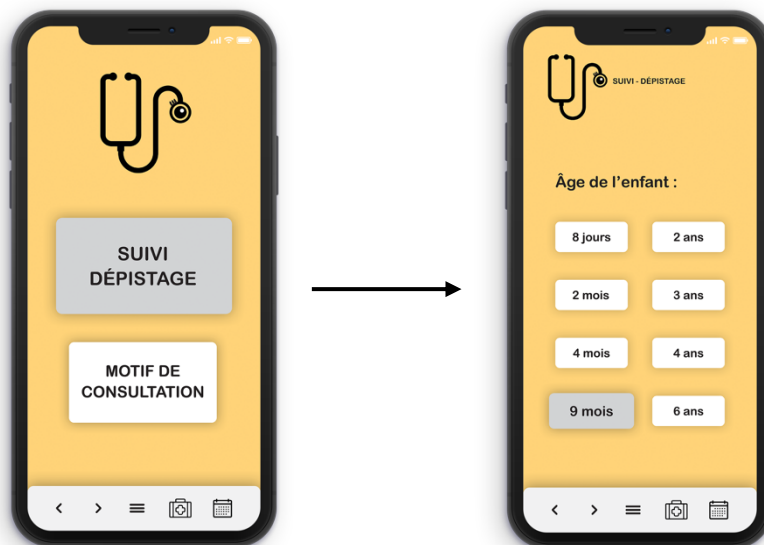 SUIVI
DÉPISTAGE
MOTIF DE
CONSULTATION
SUIVI - DÉPISTAGE
Âge de l’enfant :
8 jours
2 ans
2 mois
3 ans
4 mois
4 ans
9 mois
6 ans